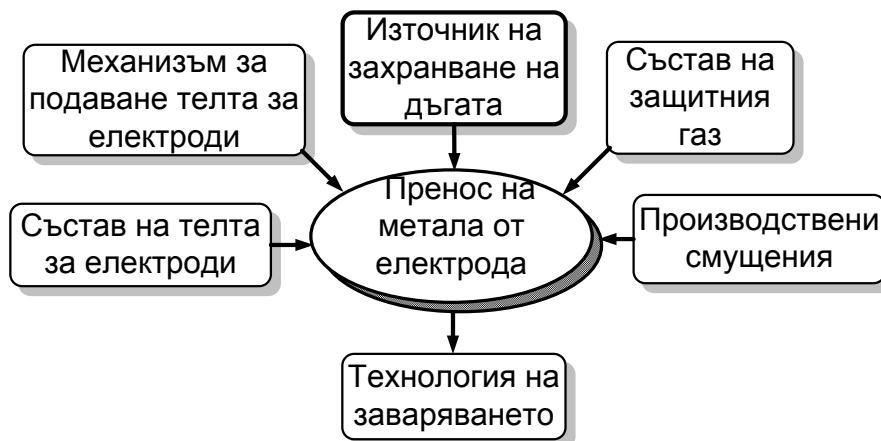 Механизъм за
подаване телта за
електроди
Източник на
захранване на
дъгата
Състав на
защитния
газ
Състав на телта
за електроди
Пренос на
метала от
електрода
Производствени
смущения
Технология на
заваряването